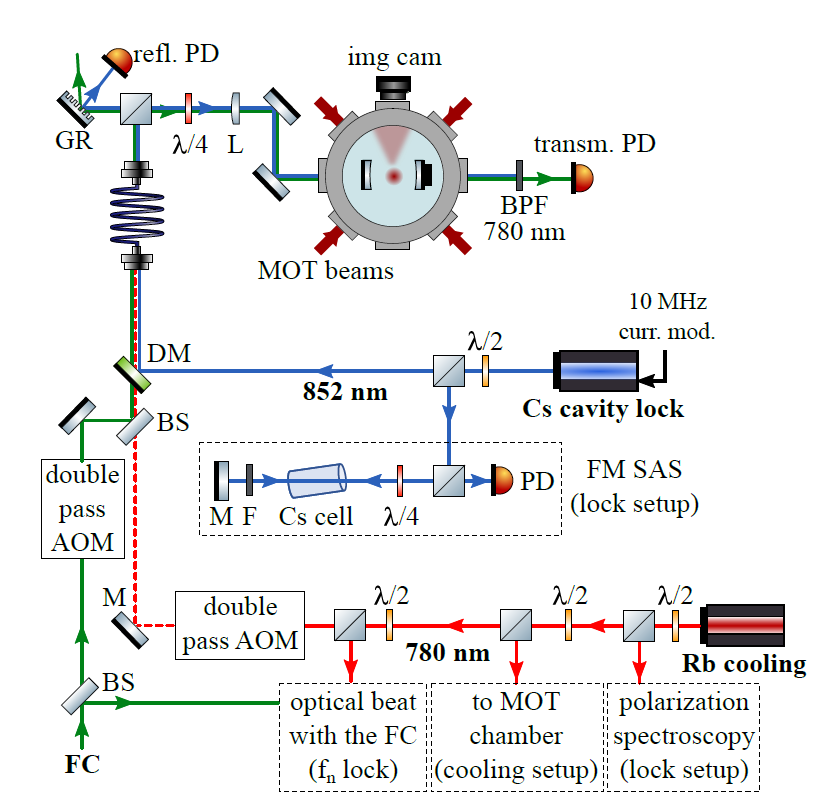 refl. PD
img cam
GR
λ/4
L
transm. PD
BPF
780 nm
MOT beams
10 MHz
curr. mod.
λ/2
DM
852 nm
Cs cavity lock
BS
double
pass
AOM
FM SAS
(lock setup)
PD
M
F
Cs cell
λ/4
M
double
pass AOM
λ/2
λ/2
λ/2
780 nm
Rb cooling
BS
optical beat
with the FC
(fn lock)
to MOT
chamber
(cooling setup)
polarization
spectroscopy
(lock setup)
FC